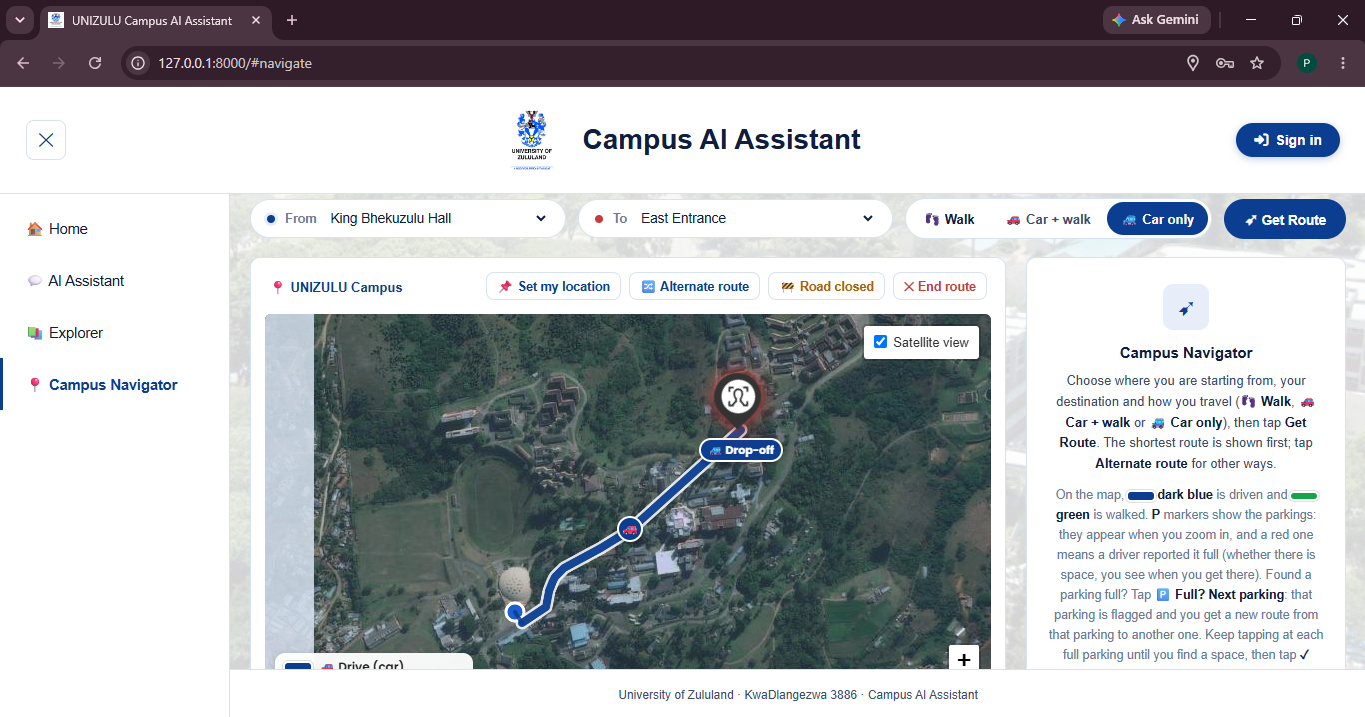 UNIZULU Campus AI Assistant
Ask Gemini
127.0.0.1:8000/#navigate
P
UNIVERSITY OF
ZULULAND
Campus AI Assistant
Sign in
Home
AI Assistant
Explorer
Campus Navigator
From King Bhekuzulu Hall
To East Entrance
Walk
Car + walk
Car only
Get Route
UNIZULU Campus
Set my location
Alternate route
Road closed
End route
Satellite view
Drop-off
Drive (car)
+
Campus Navigator
Choose where you are starting from, your
destination and how you travel ( Walk,
Car + walk or Car only), then tap Get
Route. The shortest route is shown first; tap
Alternate route for other ways.
On the map, dark blue is driven and
green is walked. P markers show the parkings:
they appear when you zoom in, and a red one
means a driver reported it full (whether there is
space, you see when you get there). Found a
parking full? Tap P Full? Next parking: that
parking is flagged and you get a new route from
that parking to another one. Keep tapping at each
full parking until you find a space, then tap ✓
University of Zululand · KwaDlangezwa 3886 · Campus AI Assistant